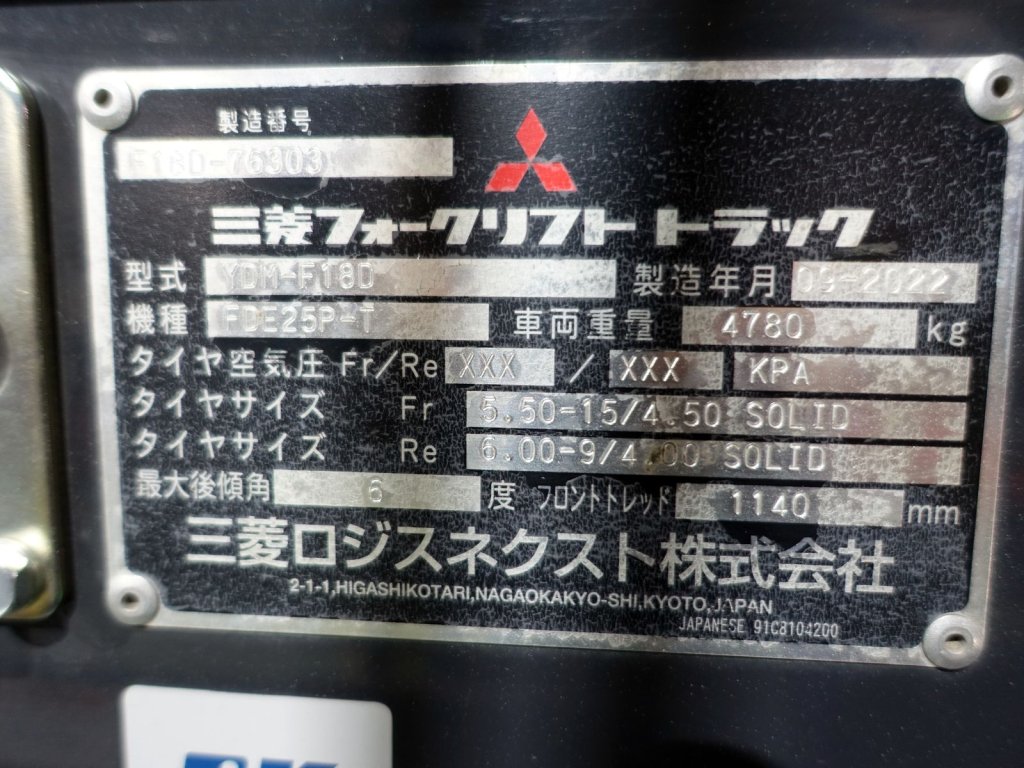 製造番号
F18D-76303
三菱フォークリフト トラック
型式 YDM-F18D 製造年月 09-2022
機種 FDE25P-T 車両重量 4780 kg
タイヤ空気圧 Fr/Re XXX / XXX KPA
タイヤサイズ Fr 5.50-15/4.50 SOLID
タイヤサイズ Re 6.00-9/4.00 SOLID
最大後傾角 6 度 フロントトレッド 1140 mm
三菱ロジスネクスト株式会社
2-1-1,HIGASHIKOTARI,NAGAOKAKYO-SHI,KYOTO,JAPAN
JAPANESE 91C8104200